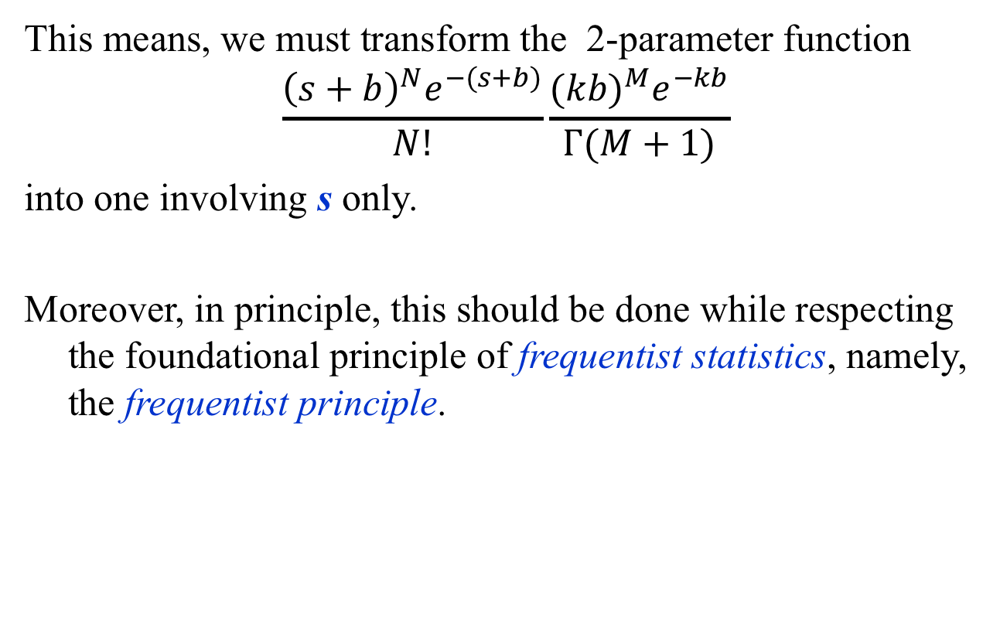 This means, we must transform the 2-parameter function
\frac{(s + b)^N e^{-(s+b)}}{N!} \frac{(kb)^M e^{-kb}}{\Gamma(M + 1)}
into one involving s only.
Moreover, in principle, this should be done while respecting
the foundational principle of frequentist statistics, namely,
the frequentist principle.